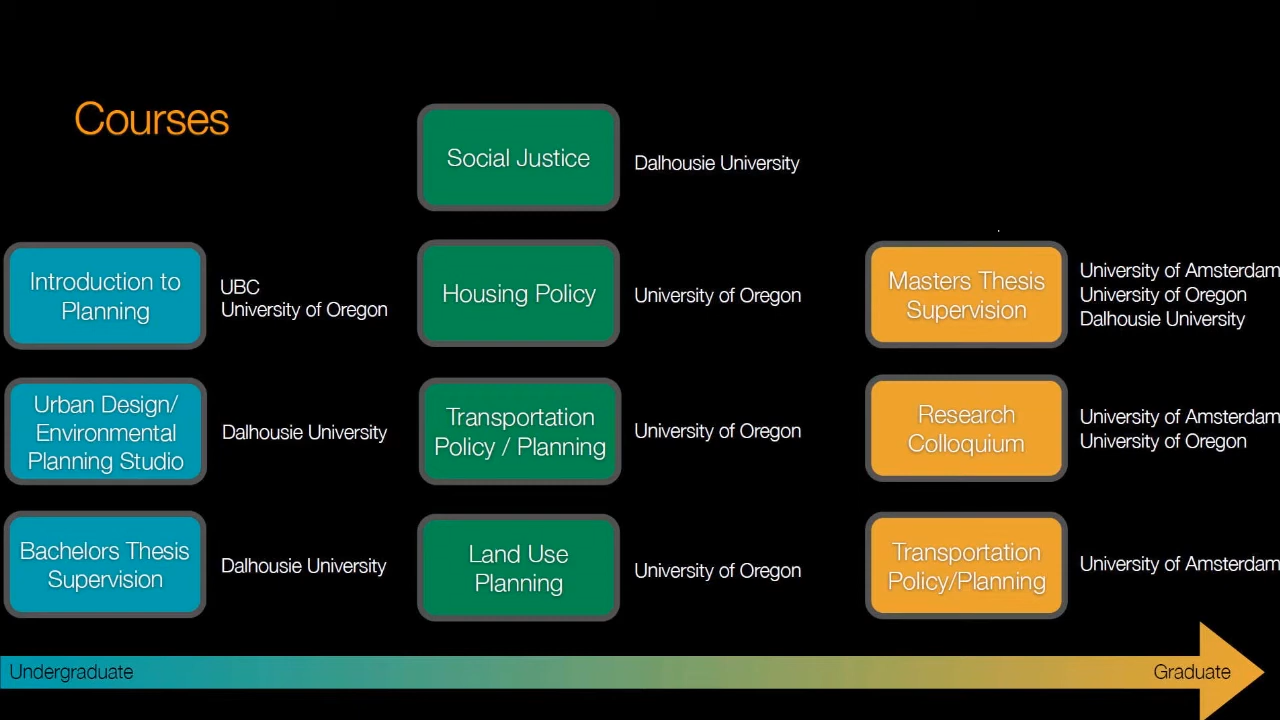 Courses
Social Justice
Dalhousie University
Introduction to
Planning
UBC
University of Oregon
Housing Policy
University of Oregon
Masters Thesis
Supervision
University of Amsterdam
University of Oregon
Dalhousie University
Urban Design/
Environmental
Planning Studio
Dalhousie University
Transportation
Policy / Planning
University of Oregon
Research
Colloquium
University of Amsterdam
University of Oregon
Bachelors Thesis
Supervision
Dalhousie University
Land Use
Planning
University of Oregon
Transportation
Policy/Planning
University of Amsterdam
Undergraduate
Graduate